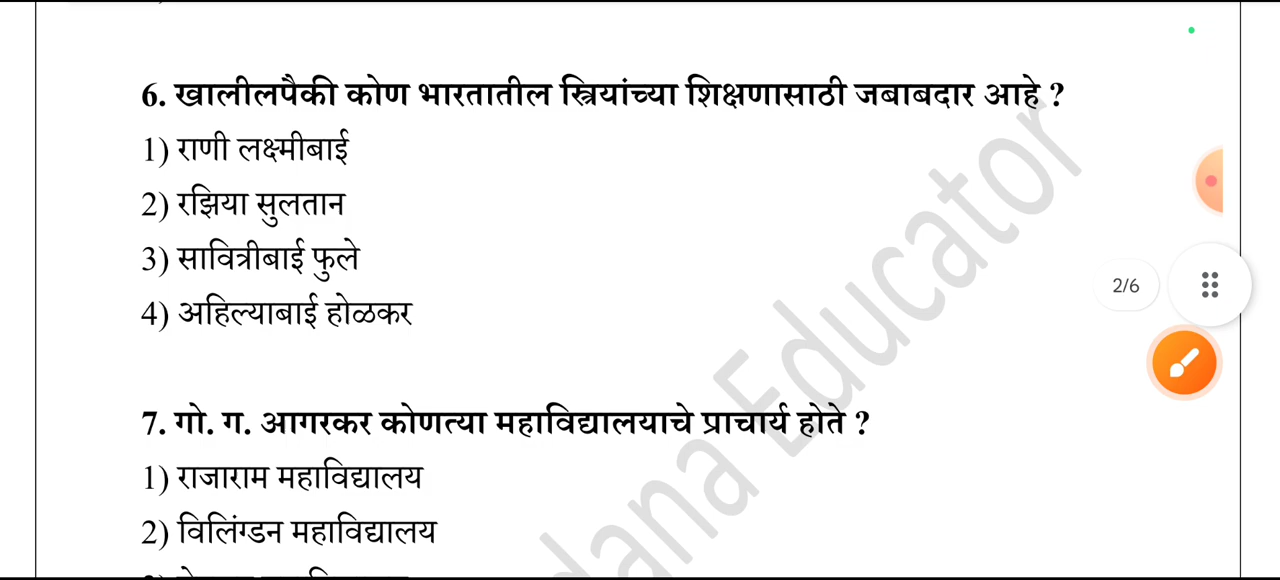 6. खालीलपैकी कोण भारतातील स्त्रियांच्या शिक्षणासाठी जबाबदार आहे ?
1) राणी लक्ष्मीबाई
2) रझिया सुलतान
3) सावित्रीबाई फुले
2/6
4) अहिल्याबाई होळकर
7. गो. ग. आगरकर कोणत्या महाविद्यालयाचे प्राचार्य होते ?
1) राजाराम महाविद्यालय
2) विलिंग्डन महाविद्यालय
Educator